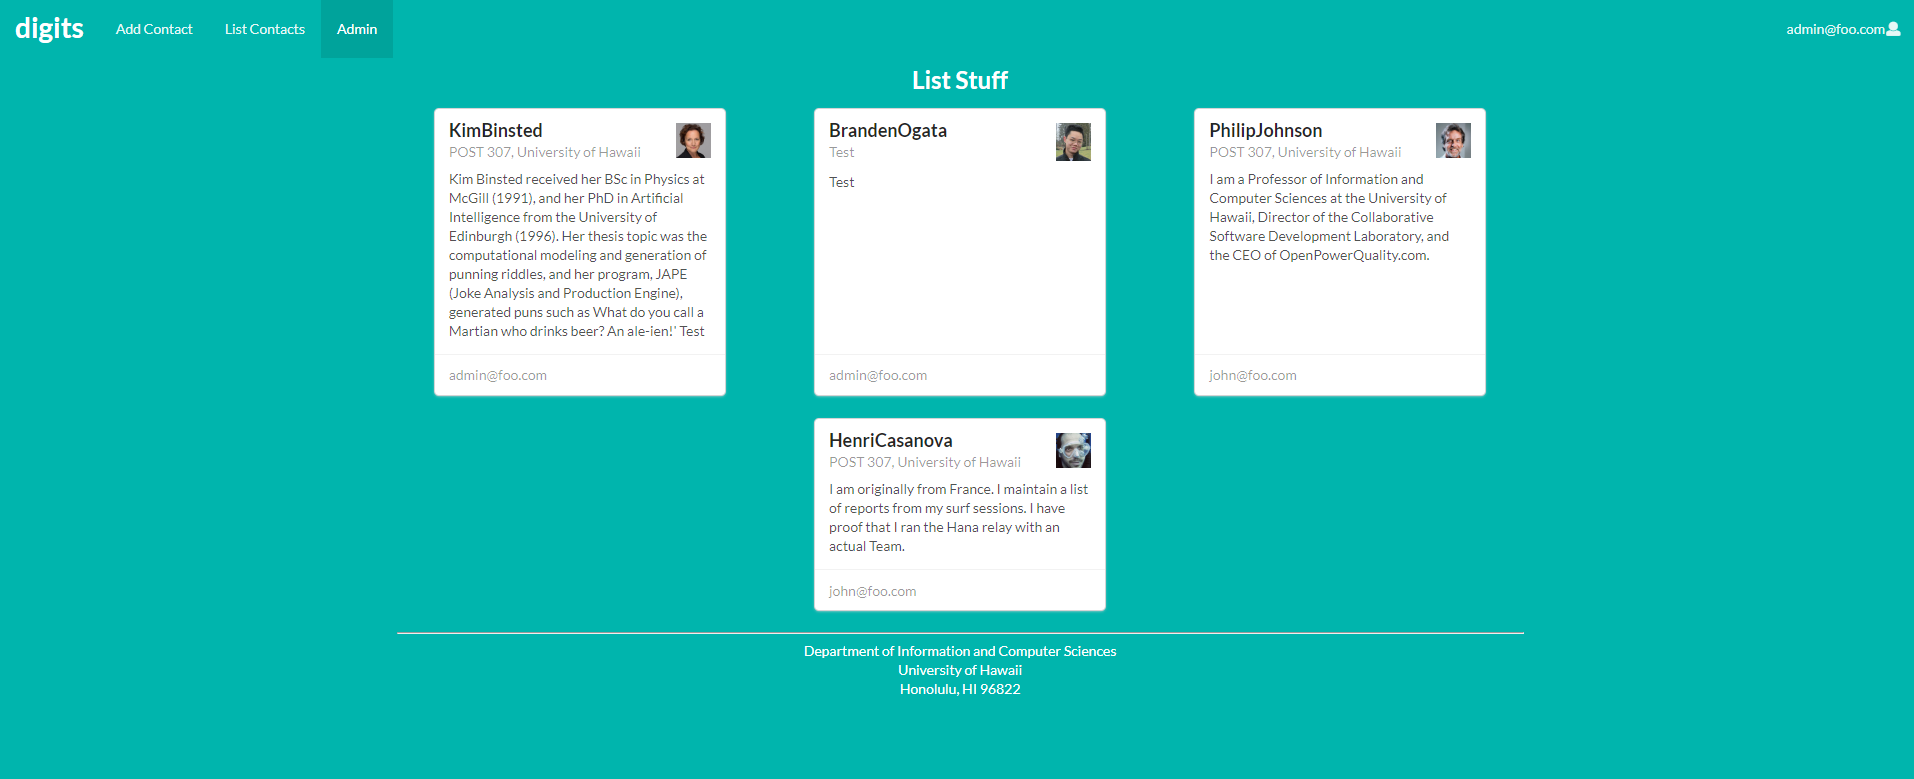 digits
Add Contact
List Contacts
Admin
admin@foo.com
List Stuff
KimBinsted
POST 307, University of Hawaii
Kim Binsted received her BSc in Physics at
McGill (1991), and her PhD in Artificial
Intelligence from the University of
Edinburgh (1996). Her thesis topic was the
computational modeling and generation of
punning riddles, and her program, JAPE
(Joke Analysis and Production Engine),
generated puns such as What do you call a
Martian who drinks beer? An ale-ien!' Test
admin@foo.com
BrandenOgata
Test
Test
admin@foo.com
PhilipJohnson
POST 307, University of Hawaii
I am a Professor of Information and
Computer Sciences at the University of
Hawaii, Director of the Collaborative
Software Development Laboratory, and
the CEO of OpenPowerQuality.com.
john@foo.com
HenriCasanova
POST 307, University of Hawaii
I am originally from France. I maintain a list
of reports from my surf sessions. I have
proof that I ran the Hana relay with an
actual Team.
john@foo.com
Department of Information and Computer Sciences
University of Hawaii
Honolulu, HI 96822